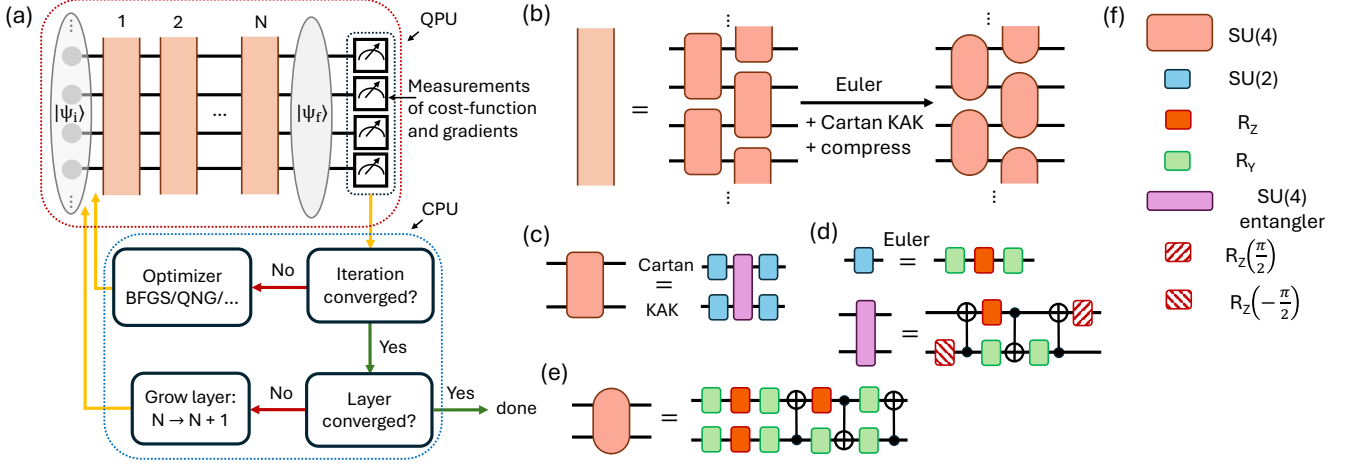 (a)
1
2
N
QPU
|ψi⟩
...
|ψf⟩
Measurements
of cost-function
and gradients
CPU
Optimizer
BFGS/QNG/...
No
Iteration
converged?
Yes
Grow layer:
N → N + 1
No
Layer
converged?
Yes
done
(b)
=
Euler
+ Cartan KAK
+ compress
(c)
Cartan
=
KAK
(d)
Euler
=
=
(e)
=
(f)
SU(4)
SU(2)
RZ
RY
SU(4)
entangler
RZ(π/2)
RZ(−π/2)